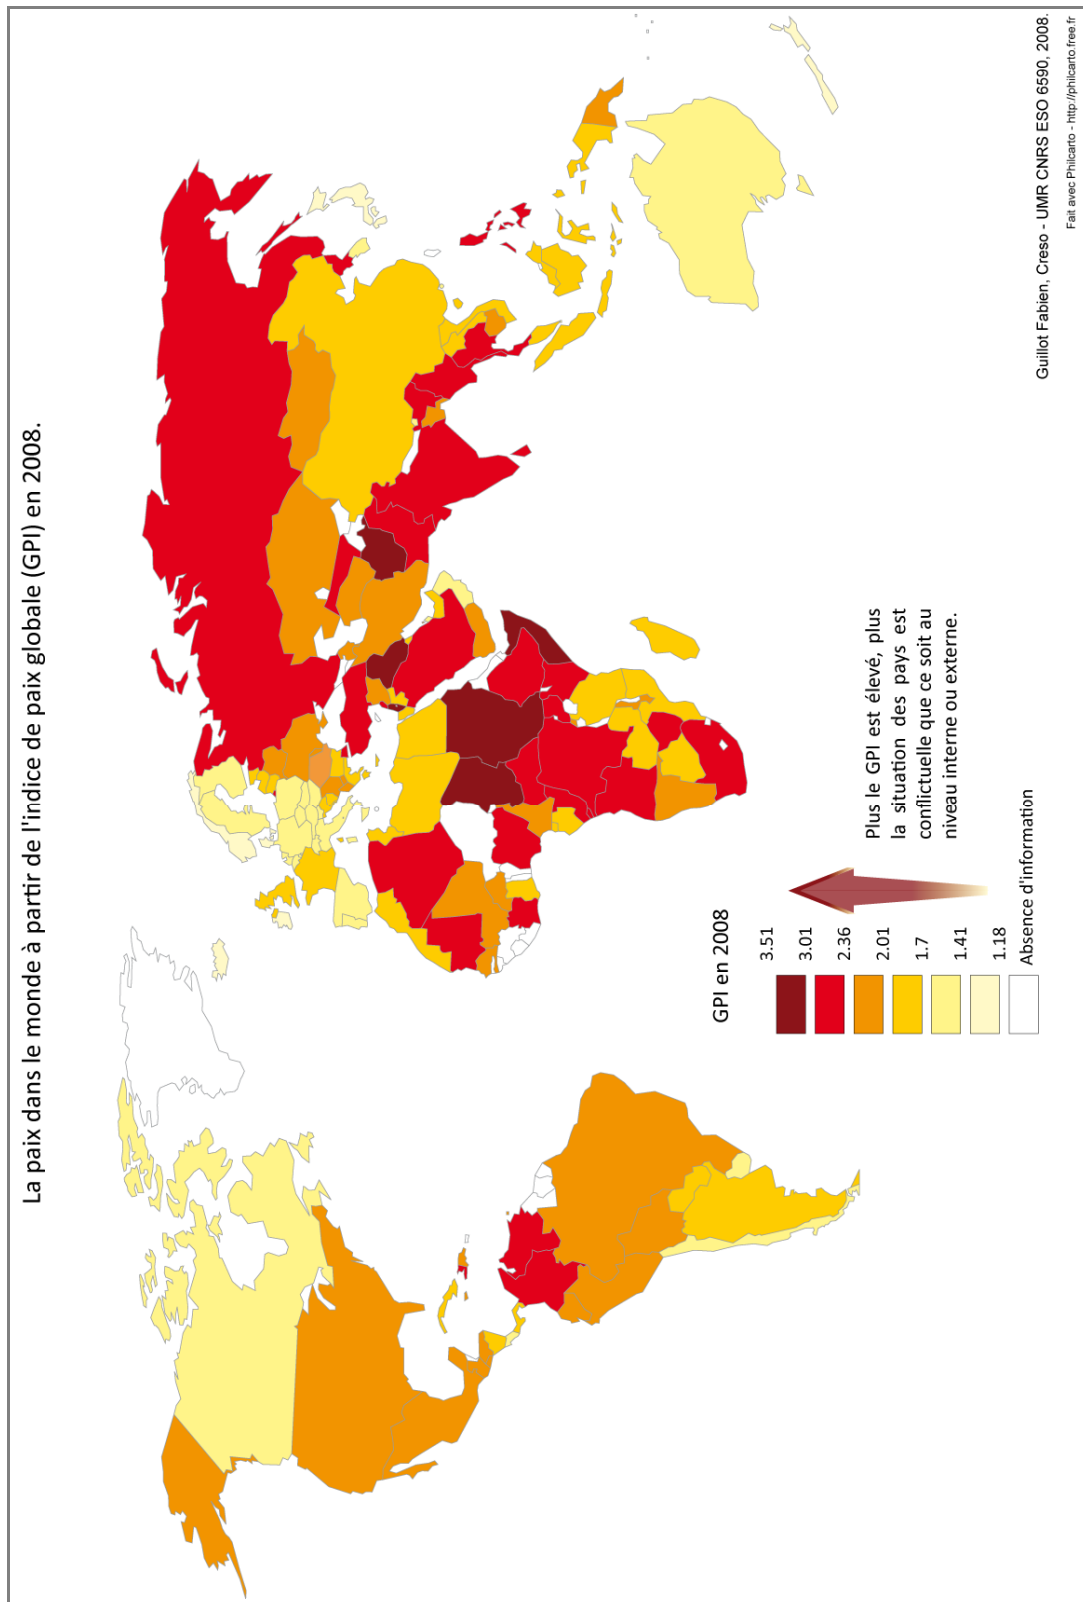 La paix dans le monde à partir de l'indice de paix globale (GPI) en 2008.
GPI en 2008
3.51
3.01
2.36
2.01
1.7
1.41
1.18
Absence d'information
Plus le GPI est élevé, plus
la situation des pays est
conflictuelle que ce soit au
niveau interne ou externe.
Guillot Fabien, Creso - UMR CNRS ESO 6590, 2008.
Fait avec Philcarto - http://philcarto.free.fr